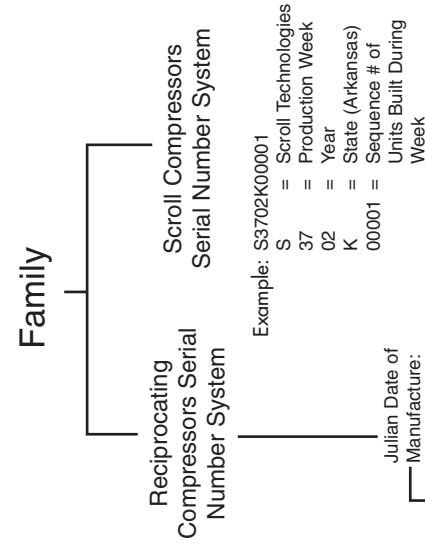 Family
Reciprocating
Compressors Serial
Number System
Julian Date of
Manufacture:
Scroll Compressors
Serial Number System
Example: S3702K00001
S = Scroll Technologies
37 = Production Week
02 = Year
K = State (Arkansas)
00001 = Sequence # of
Units Built During
Week